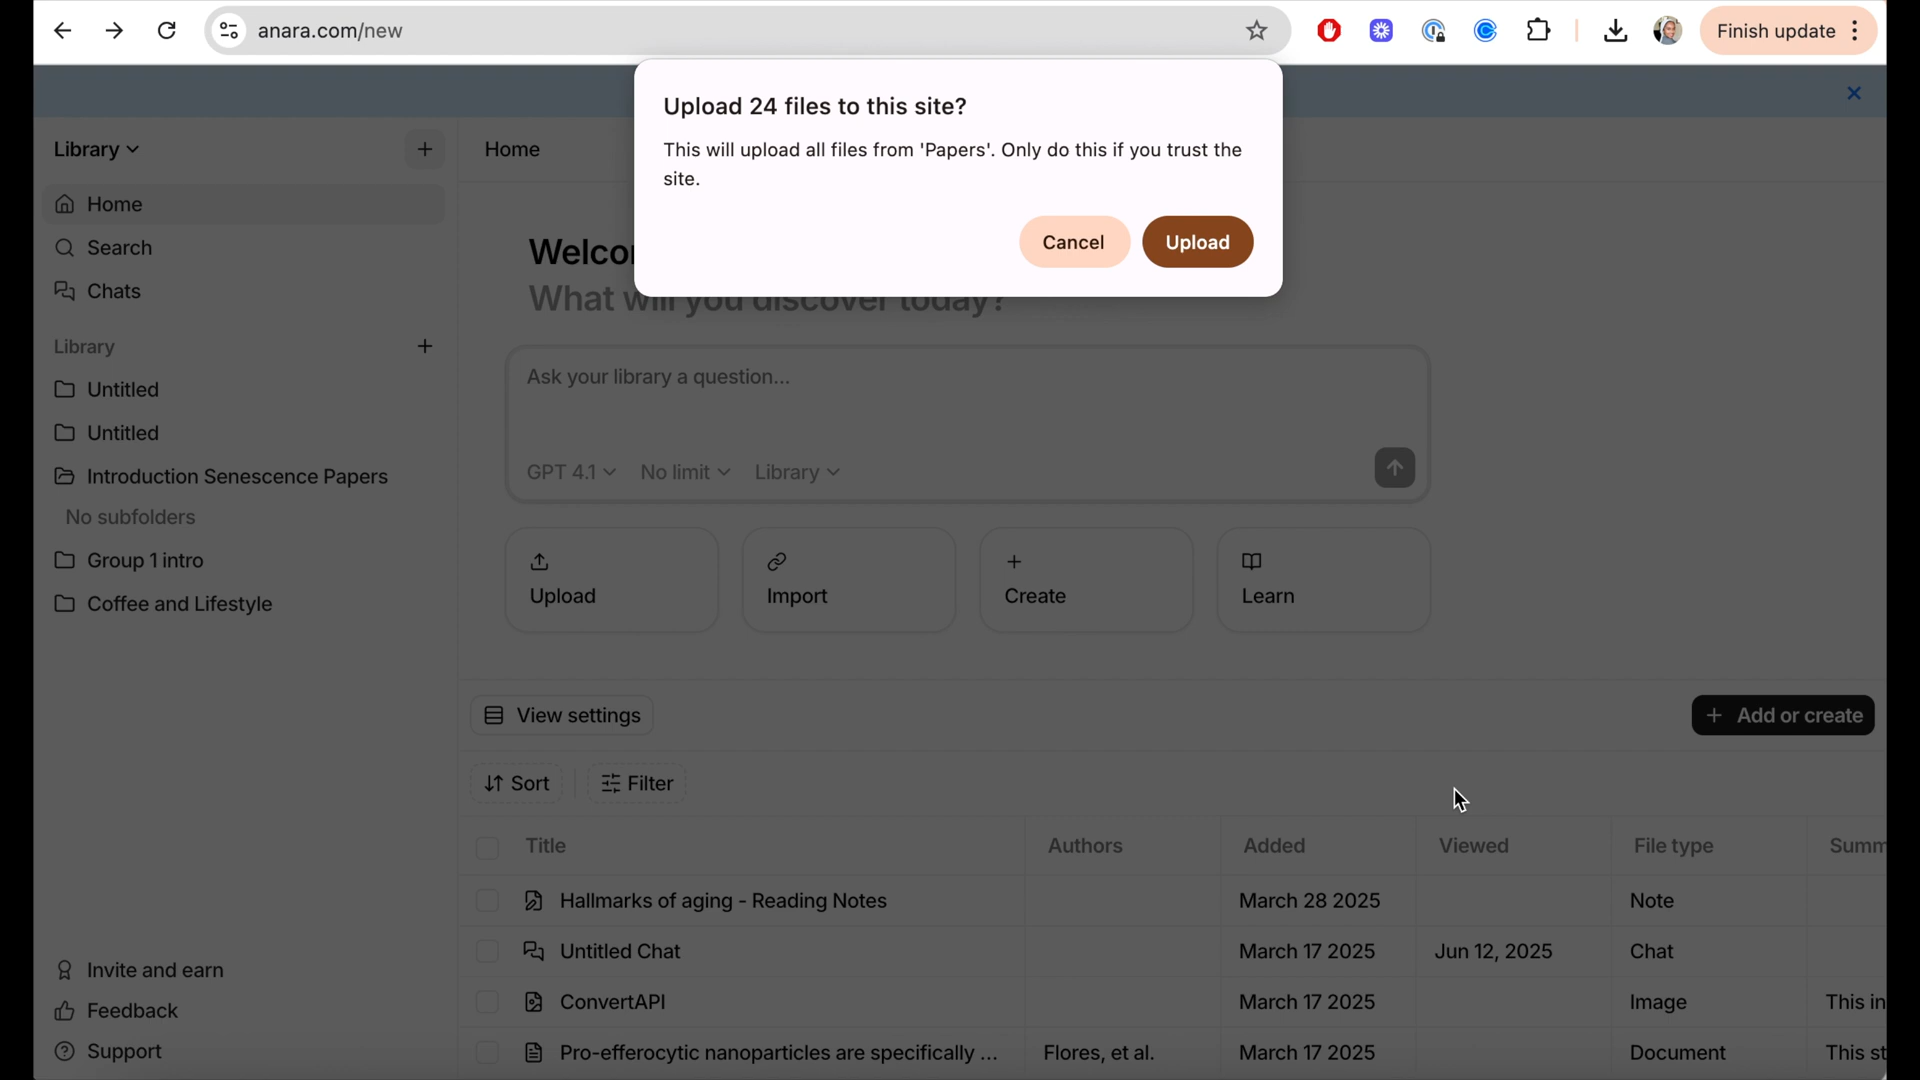 anara.com/new
Finish update
Upload 24 files to this site?
This will upload all files from 'Papers'. Only do this if you trust the
site.
Cancel
Upload
Library
Home
Home
Search
Chats
Library
Untitled
Untitled
Introduction Senescence Papers
No subfolders
Group 1 intro
Coffee and Lifestyle
Invite and earn
Feedback
Support
What will you discover today?
Ask your library a question...
GPT 4.1 No limit Library
Upload
Import
Create
Learn
View settings
Add or create
Sort Filter
Title Authors Added Viewed File type
Hallmarks of aging - Reading Notes March 28 2025 Note
Untitled Chat March 17 2025 Jun 12, 2025 Chat
ConvertAPI March 17 2025 Image This in
Pro-efferocytic nanoparticles are specifically ... Flores, et al. March 17 2025 Document This st